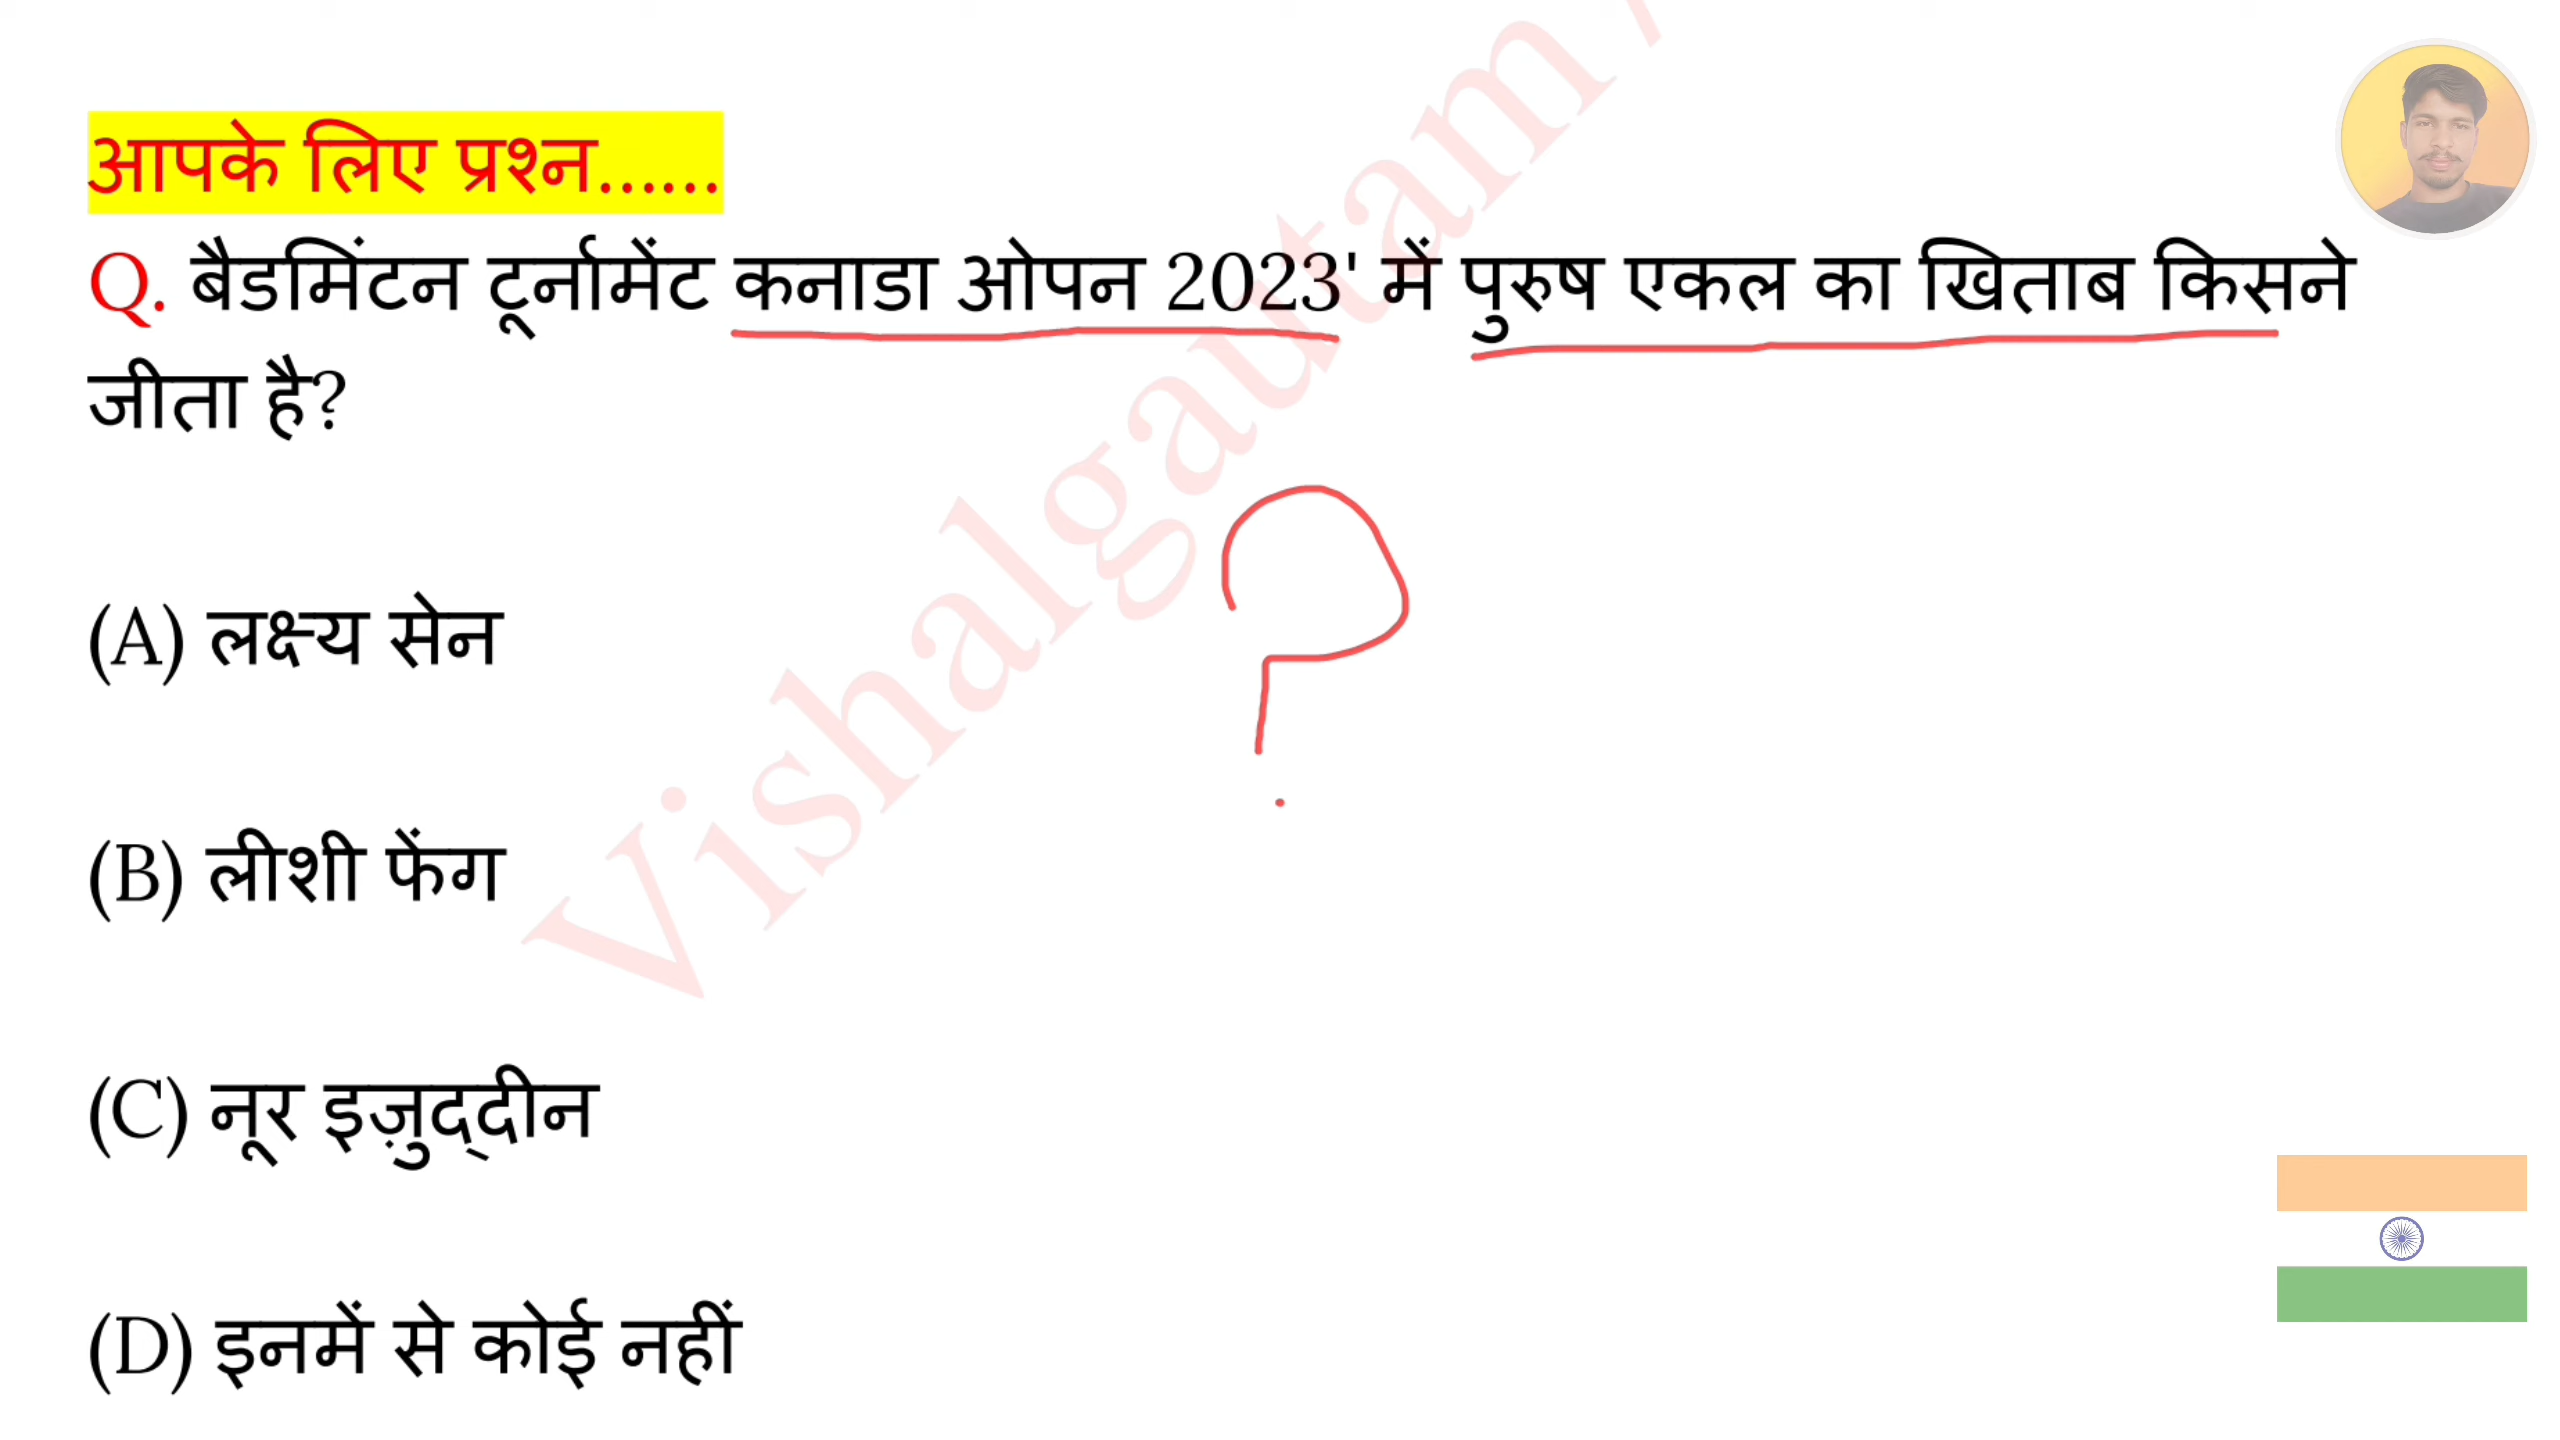 आपके लिए प्रश्न......
Q. बैडमिंटन टूर्नामेंट कनाडा ओपन 2023' में पुरुष एकल का खिताब किसने
जीता है?
?
(A) लक्ष्य सेन
(B) लीशी फेंग
(C) नूर इज़ुद्दीन
(D) इनमें से कोई नहीं
Vishalgautam